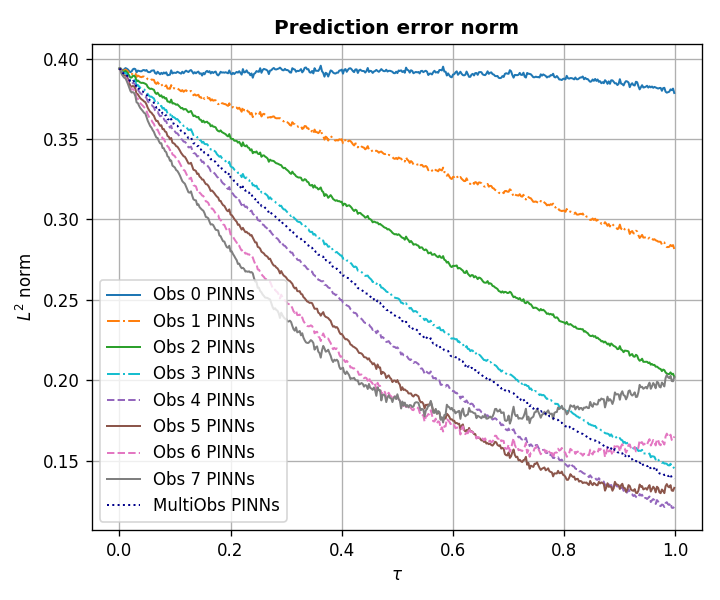 Prediction error norm
L² norm
0.40
0.35
0.30
0.25
0.20
0.15
Obs 0 PINNs
Obs 1 PINNs
Obs 2 PINNs
Obs 3 PINNs
Obs 4 PINNs
Obs 5 PINNs
Obs 6 PINNs
Obs 7 PINNs
MultiObs PINNs
0.0 0.2 0.4 0.6 0.8 1.0
τ